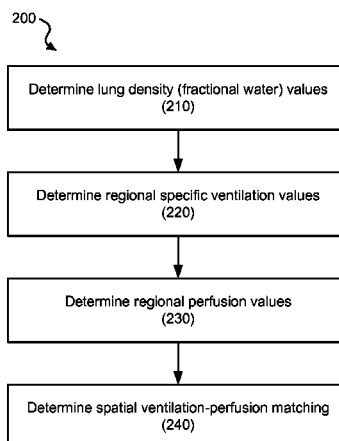 200
Determine lung density (fractional water) values
(210)
Determine regional specific ventilation values
(220)
Determine regional perfusion values
(230)
Determine spatial ventilation-perfusion matching
(240)